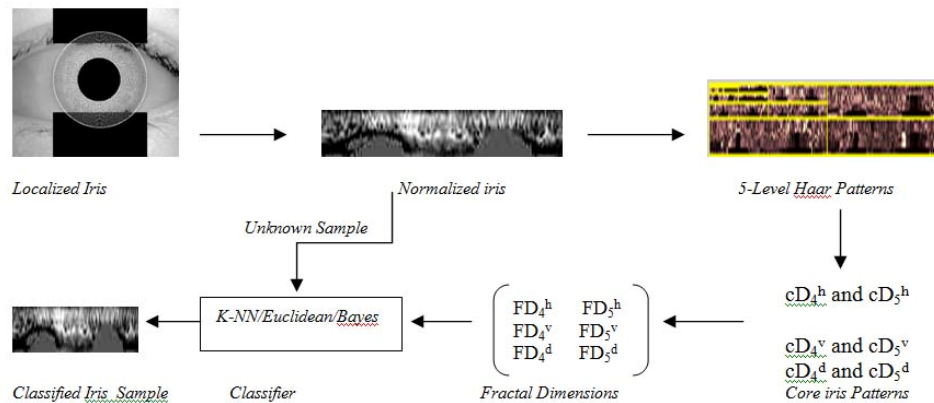 Localized Iris
Normalized iris
5-Level Haar Patterns
Unknown Sample
cD₄ʰ and cD₅ʰ
cD₄ᵛ and cD₅ᵛ
cD₄ᵈ and cD₅ᵈ
Core iris Patterns
FD₄ʰ FD₅ʰ
FD₄ᵛ FD₅ᵛ
FD₄ᵈ FD₅ᵈ
Fractal Dimensions
K-NN/Euclidean/Bayes
Classifier
Classified Iris Sample